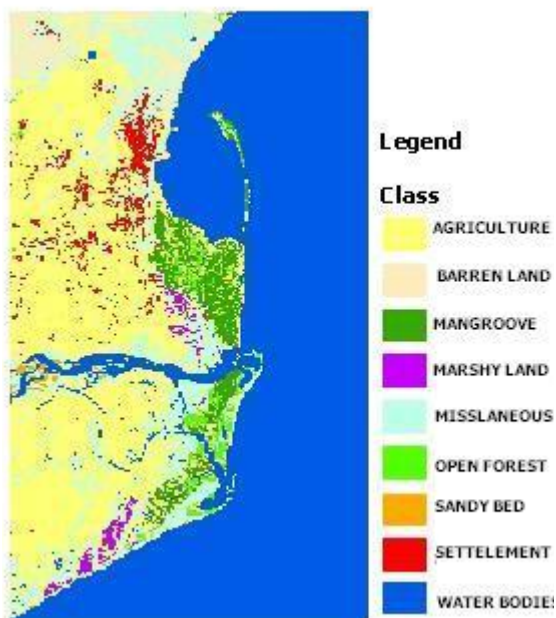 Legend
Class
AGRICULTURE
BARREN LAND
MANGROOVE
MARSHY LAND
MISSLANEOUS
OPEN FOREST
SANDY BED
SETTELEMENT
WATER BODIES